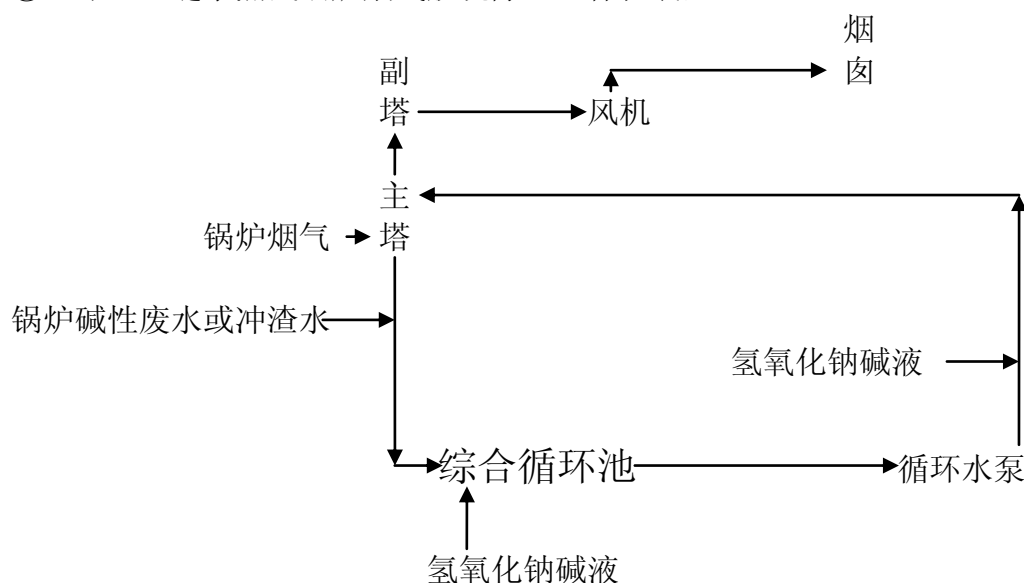 烟
囱
副
塔
风机
主
塔
锅炉烟气
锅炉碱性废水或冲渣水
氢氧化钠碱液
综合循环池
循环水泵
氢氧化钠碱液